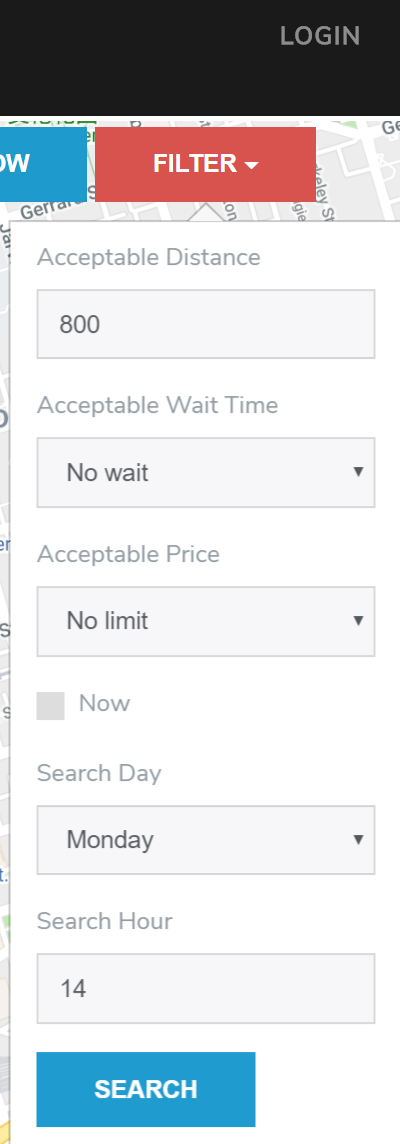 LOGIN
OW
FILTER
Gerrard S
Acceptable Distance
800
Acceptable Wait Time
No wait
Acceptable Price
No limit
Now
Search Day
Monday
Search Hour
14
SEARCH